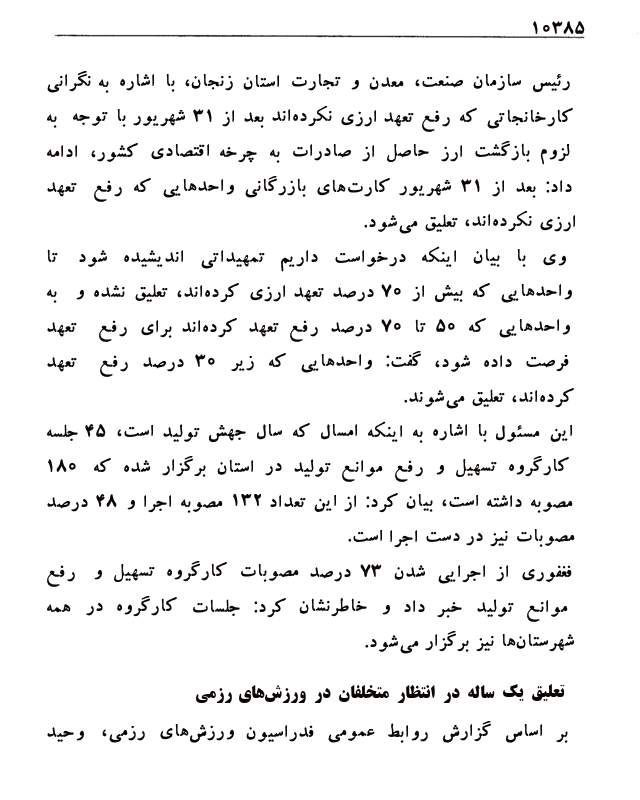 ۱۰۳۸۵
رئیس سازمان صنعت، معدن و تجارت استان زنجان، با اشاره به نگرانی
کارخانجاتی که رفع تعهد ارزی نکرده‌اند بعد از ۳۱ شهریور با توجه به
لزوم بازگشت ارز حاصل از صادرات به چرخه اقتصادی کشور، ادامه
داد: بعد از ۳۱ شهریور کارت‌های بازرگانی واحدهایی که رفع تعهد
ارزی نکرده‌اند، تعلیق می‌شود.
وی با بیان اینکه درخواست داریم تمهیداتی اندیشیده شود تا
واحدهایی که بیش از ۷۰ درصد تعهد ارزی کرده‌اند، تعلیق نشده و به
واحدهایی که ۵۰ تا ۷۰ درصد رفع تعهد کرده‌اند برای رفع تعهد
فرصت داده شود، گفت: واحدهایی که زیر ۳۰ درصد رفع تعهد
کرده‌اند، تعلیق می‌شوند.
این مسئول با اشاره به اینکه امسال که سال جهش تولید است، ۴۵ جلسه
کارگروه تسهیل و رفع موانع تولید در استان برگزار شده که ۱۸۰
مصوبه داشته است، بیان کرد: از این تعداد ۱۳۲ مصوبه اجرا و ۴۸ درصد
مصوبات نیز در دست اجرا است.
غفوری از اجرایی شدن ۷۳ درصد مصوبات کارگروه تسهیل و رفع
موانع تولید خبر داد و خاطرنشان کرد: جلسات کارگروه در همه
شهرستان‌ها نیز برگزار می‌شود.
تعلیق یک ساله در انتظار متخلفان در ورزش‌های رزمی
بر اساس گزارش روابط عمومی فدراسیون ورزش‌های رزمی، وحید